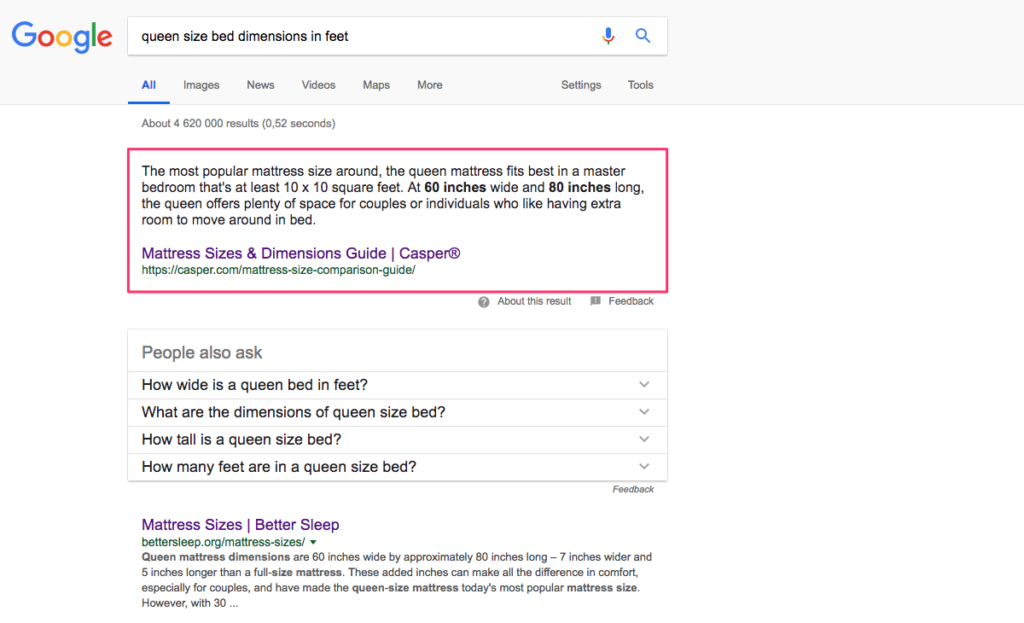 Google
queen size bed dimensions in feet
All Images News Videos Maps More Settings Tools
About 4 620 000 results (0,52 seconds)
The most popular mattress size around, the queen mattress fits best in a master
bedroom that's at least 10 x 10 square feet. At 60 inches wide and 80 inches long,
the queen offers plenty of space for couples or individuals who like having extra
room to move around in bed.
Mattress Sizes & Dimensions Guide | Casper®
https://casper.com/mattress-size-comparison-guide/
About this result Feedback
People also ask
How wide is a queen bed in feet?
What are the dimensions of queen size bed?
How tall is a queen size bed?
How many feet are in a queen size bed?
Feedback
Mattress Sizes | Better Sleep
bettersleep.org/mattress-sizes/
Queen mattress dimensions are 60 inches wide by approximately 80 inches long – 7 inches wider and
5 inches longer than a full-size mattress. These added inches can make all the difference in comfort,
especially for couples, and have made the queen-size mattress today's most popular mattress size.
However, with 30 ...